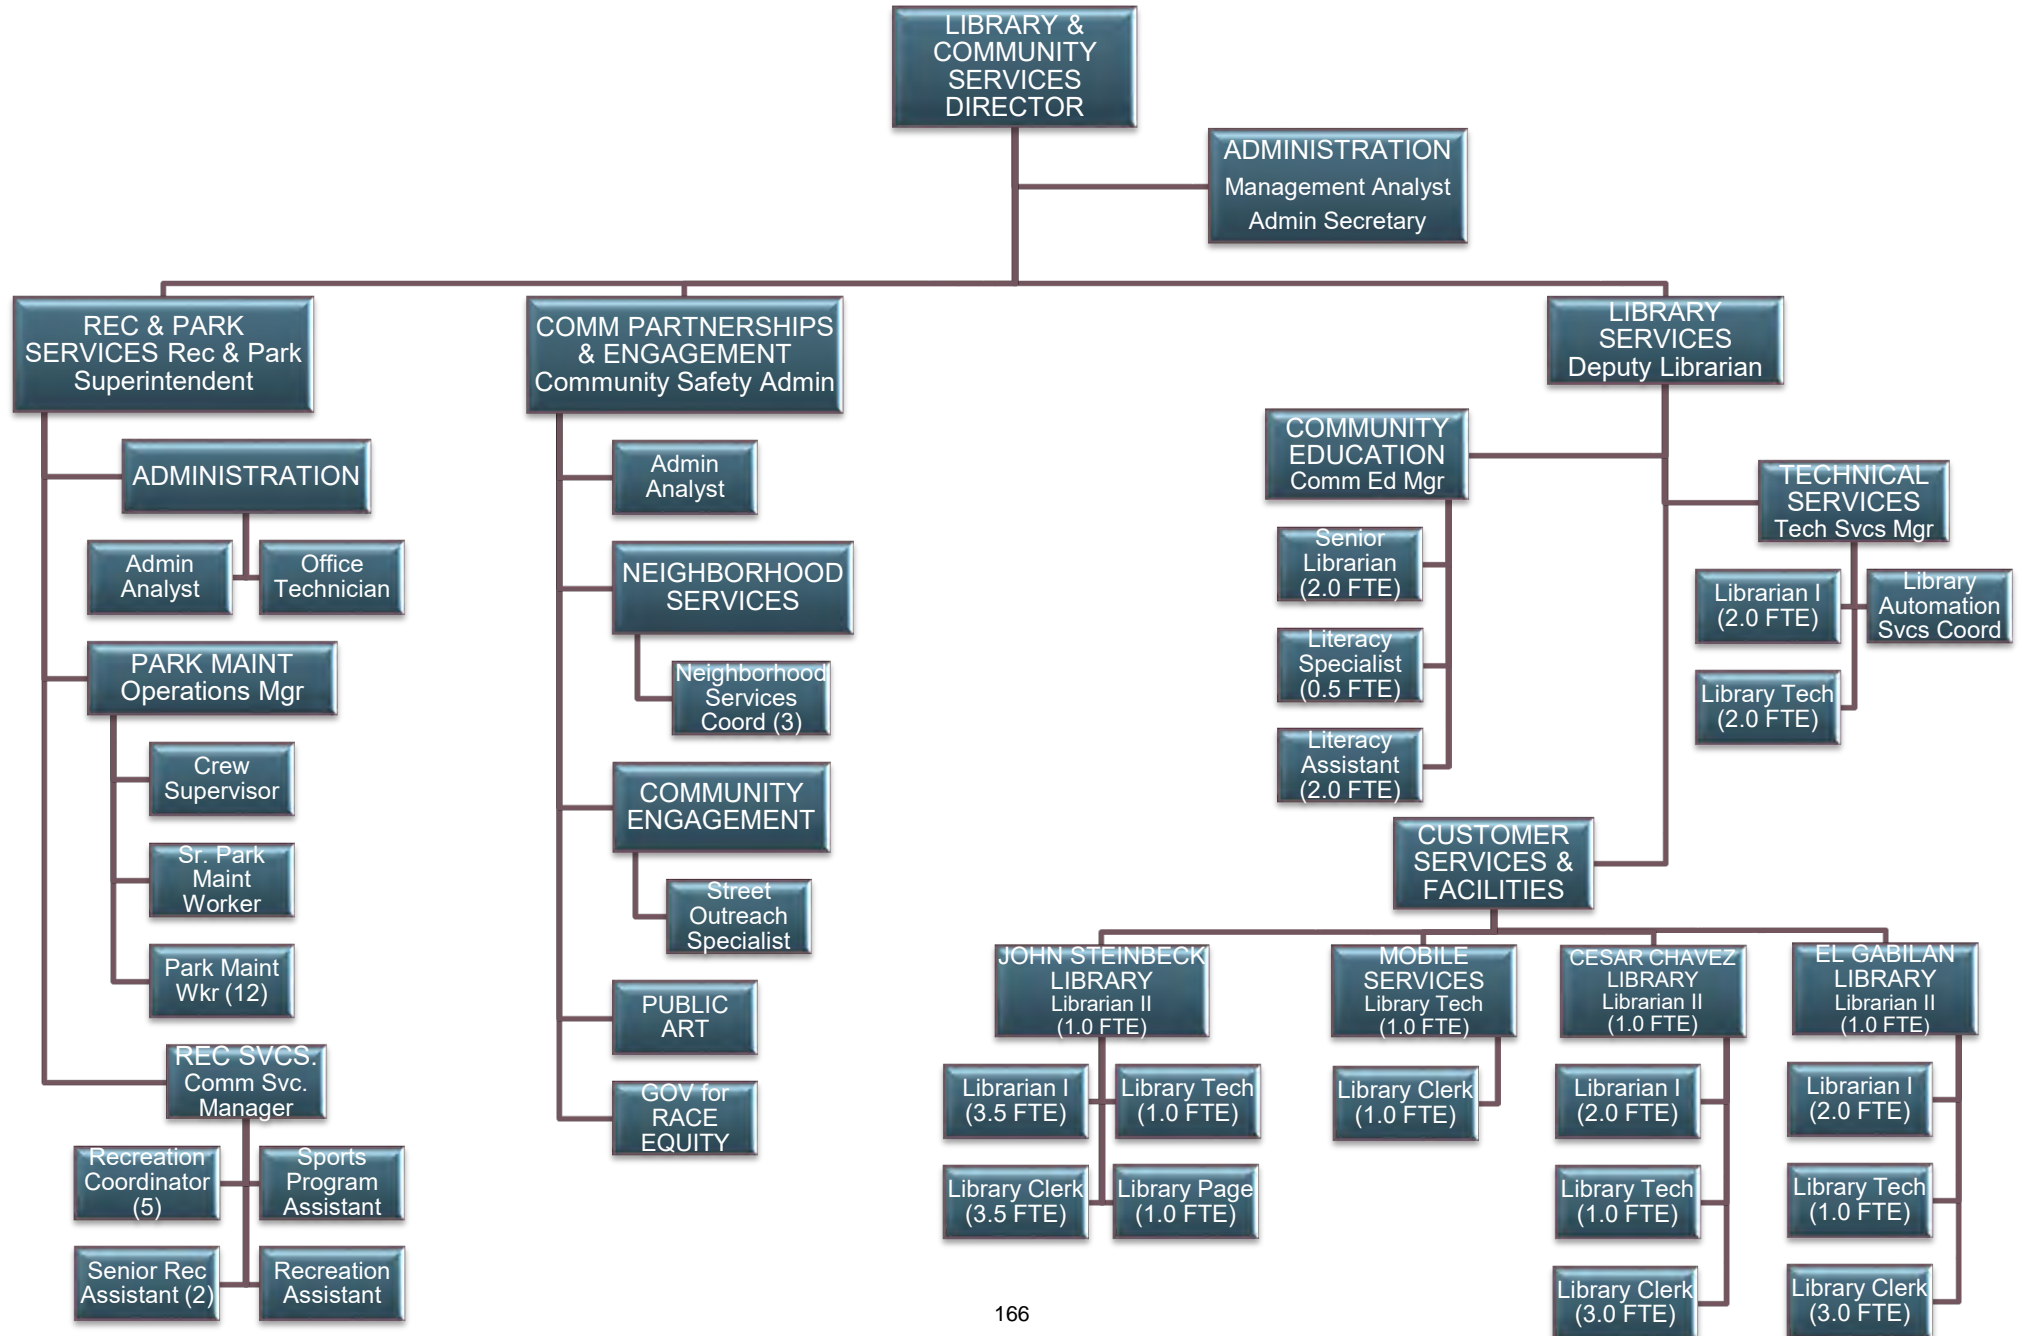 LIBRARY &
COMMUNITY
SERVICES
DIRECTOR
ADMINISTRATION
Management Analyst
Admin Secretary
REC & PARK
SERVICES Rec & Park
Superintendent
ADMINISTRATION
Admin
Analyst
Office
Technician
PARK MAINT
Operations Mgr
Crew
Supervisor
Sr. Park
Maint
Worker
Park Maint
Wkr (12)
REC SVCS.
Comm Svc.
Manager
Recreation
Coordinator
(5)
Sports
Program
Assistant
Senior Rec
Assistant (2)
Recreation
Assistant
COMM PARTNERSHIPS
& ENGAGEMENT
Community Safety Admin
Admin
Analyst
NEIGHBORHOOD
SERVICES
Neighborhood
Services
Coord (3)
COMMUNITY
ENGAGEMENT
Street
Outreach
Specialist
PUBLIC
ART
GOV for
RACE
EQUITY
LIBRARY
SERVICES
Deputy Librarian
COMMUNITY
EDUCATION
Comm Ed Mgr
Senior
Librarian
(2.0 FTE)
Literacy
Specialist
(0.5 FTE)
Literacy
Assistant
(2.0 FTE)
TECHNICAL
SERVICES
Tech Svcs Mgr
Librarian I
(2.0 FTE)
Library
Automation
Svcs Coord
Library Tech
(2.0 FTE)
CUSTOMER
SERVICES &
FACILITIES
JOHN STEINBECK
LIBRARY
Librarian II
(1.0 FTE)
Librarian I
(3.5 FTE)
Library Tech
(1.0 FTE)
Library Clerk
(3.5 FTE)
Library Page
(1.0 FTE)
MOBILE
SERVICES
Library Tech
(1.0 FTE)
Library Clerk
(1.0 FTE)
CESAR CHAVEZ
LIBRARY
Librarian II
(1.0 FTE)
Librarian I
(2.0 FTE)
Library Tech
(1.0 FTE)
Library Clerk
(3.0 FTE)
EL GABILAN
LIBRARY
Librarian II
(1.0 FTE)
Librarian I
(2.0 FTE)
Library Tech
(1.0 FTE)
Library Clerk
(3.0 FTE)
166